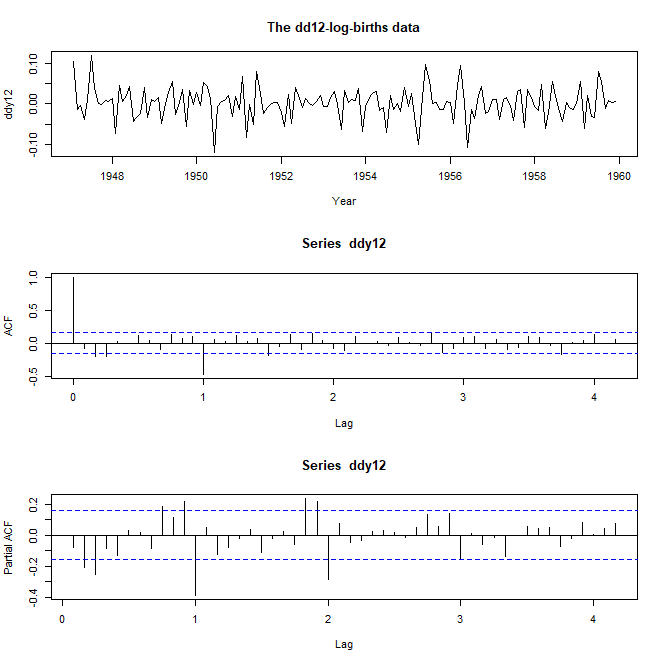 The dd12-log-births data
ddy12
0.10
0.00
-0.10
1948 1950 1952 1954 1956 1958 1960
Year
Series ddy12
ACF
1.0
0.5
0.0
-0.5
0 1 2 3 4
Lag
Series ddy12
Partial ACF
0.2
0.0
-0.2
-0.4
0 1 2 3 4
Lag